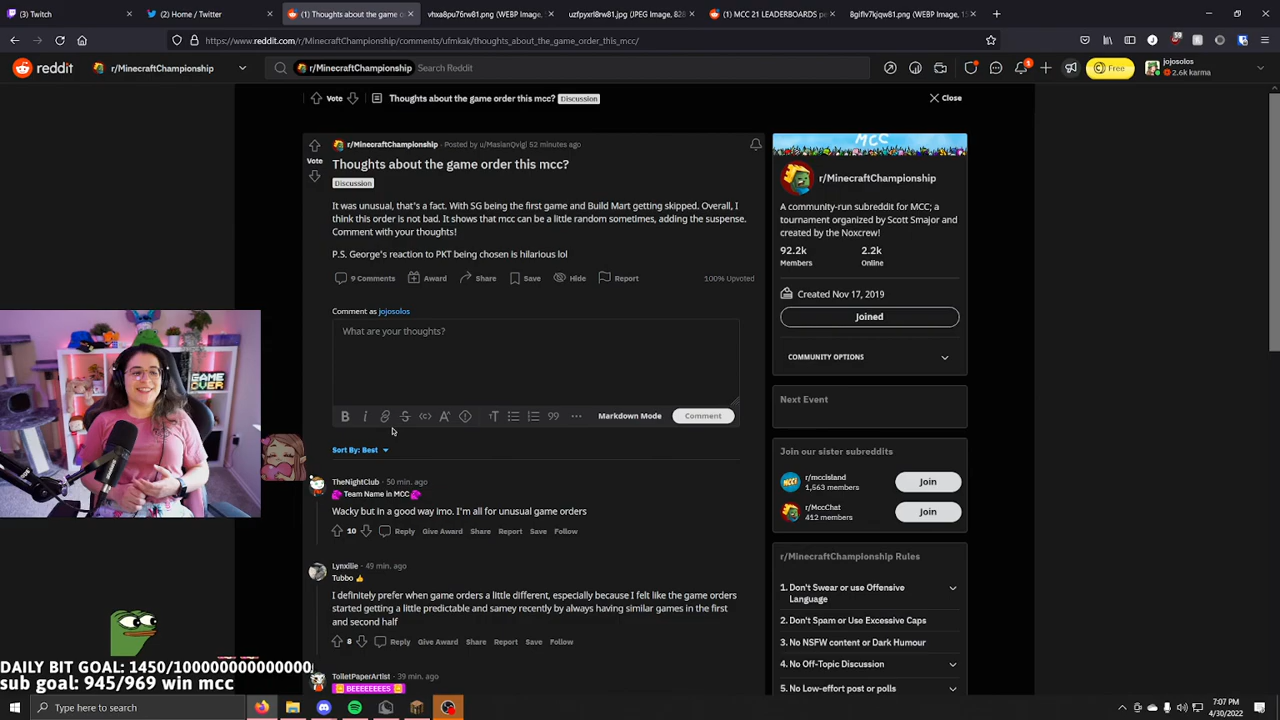 Twitch
(2) Home / Twitter
(1) Thoughts about the game o
vhxa8pu7frw81.png (WEBP Image,
uzfpyxrl8rw81.jpg (JPEG Image, 82
(1) MCC 21 LEADERBOARDS p
8giflv7kjqw81.png (WEBP Image, 15
https://www.reddit.com/r/MinecraftChampionship/comments/ufmkak/thoughts_about_the_game_order_this_mcc/
reddit
r/MinecraftChampionship
r/MinecraftChampionship
Search Reddit
1
Free
jojosolos
2.6k karma
Vote
Thoughts about the game order this mcc?
Discussion
Close
r/MinecraftChampionship · Posted by u/MasianQvigl 52 minutes ago
Vote
Thoughts about the game order this mcc?
Discussion
It was unusual, that's a fact. With SG being the first game and Build Mart getting skipped. Overall, I
think this order is not bad. It shows that mcc can be a little random sometimes, adding the suspense.
Comment with your thoughts!
P.S. George's reaction to PKT being chosen is hilarious lol
9 Comments
Award
Share
Save
Hide
Report
100% Upvoted
Comment as jojosolos
What are your thoughts?
Markdown Mode
Comment
Sort By: Best
TheNightClub · 50 min. ago
Team Name in MCC
Wacky but in a good way imo. I'm all for unusual game orders
10
Reply
Give Award
Share
Report
Save
Follow
Lynxilie · 49 min. ago
Tubbo
I definitely prefer when game orders a little different, especially because I felt like the game orders
started getting a little predictable and samey recently by always having similar games in the first
and second half
8
Reply
Give Award
Share
Report
Save
Follow
ToiletPaperArtist · 39 min. ago
BEEEEEEEES
MCC
r/MinecraftChampionship
A community-run subreddit for MCC; a
tournament organized by Scott Smajor and
created by the Noxcrew!
92.2k
2.2k
Members
Online
Created Nov 17, 2019
Joined
COMMUNITY OPTIONS
Next Event
Join our sister subreddits
r/mccisland
1,563 members
Join
r/MccChat
412 members
Join
r/MinecraftChampionship Rules
1. Don't Swear or use Offensive
Language
2. Don't Spam or Use Excessive Caps
3. No NSFW content or Dark Humour
4. No Off-Topic Discussion
5. No Low-effort post or polls
GAME
OVER
DAILY BIT GOAL: 1450/10000000000000
sub goal: 945/969 win mcc
Type here to search
7:07 PM
4/30/2022